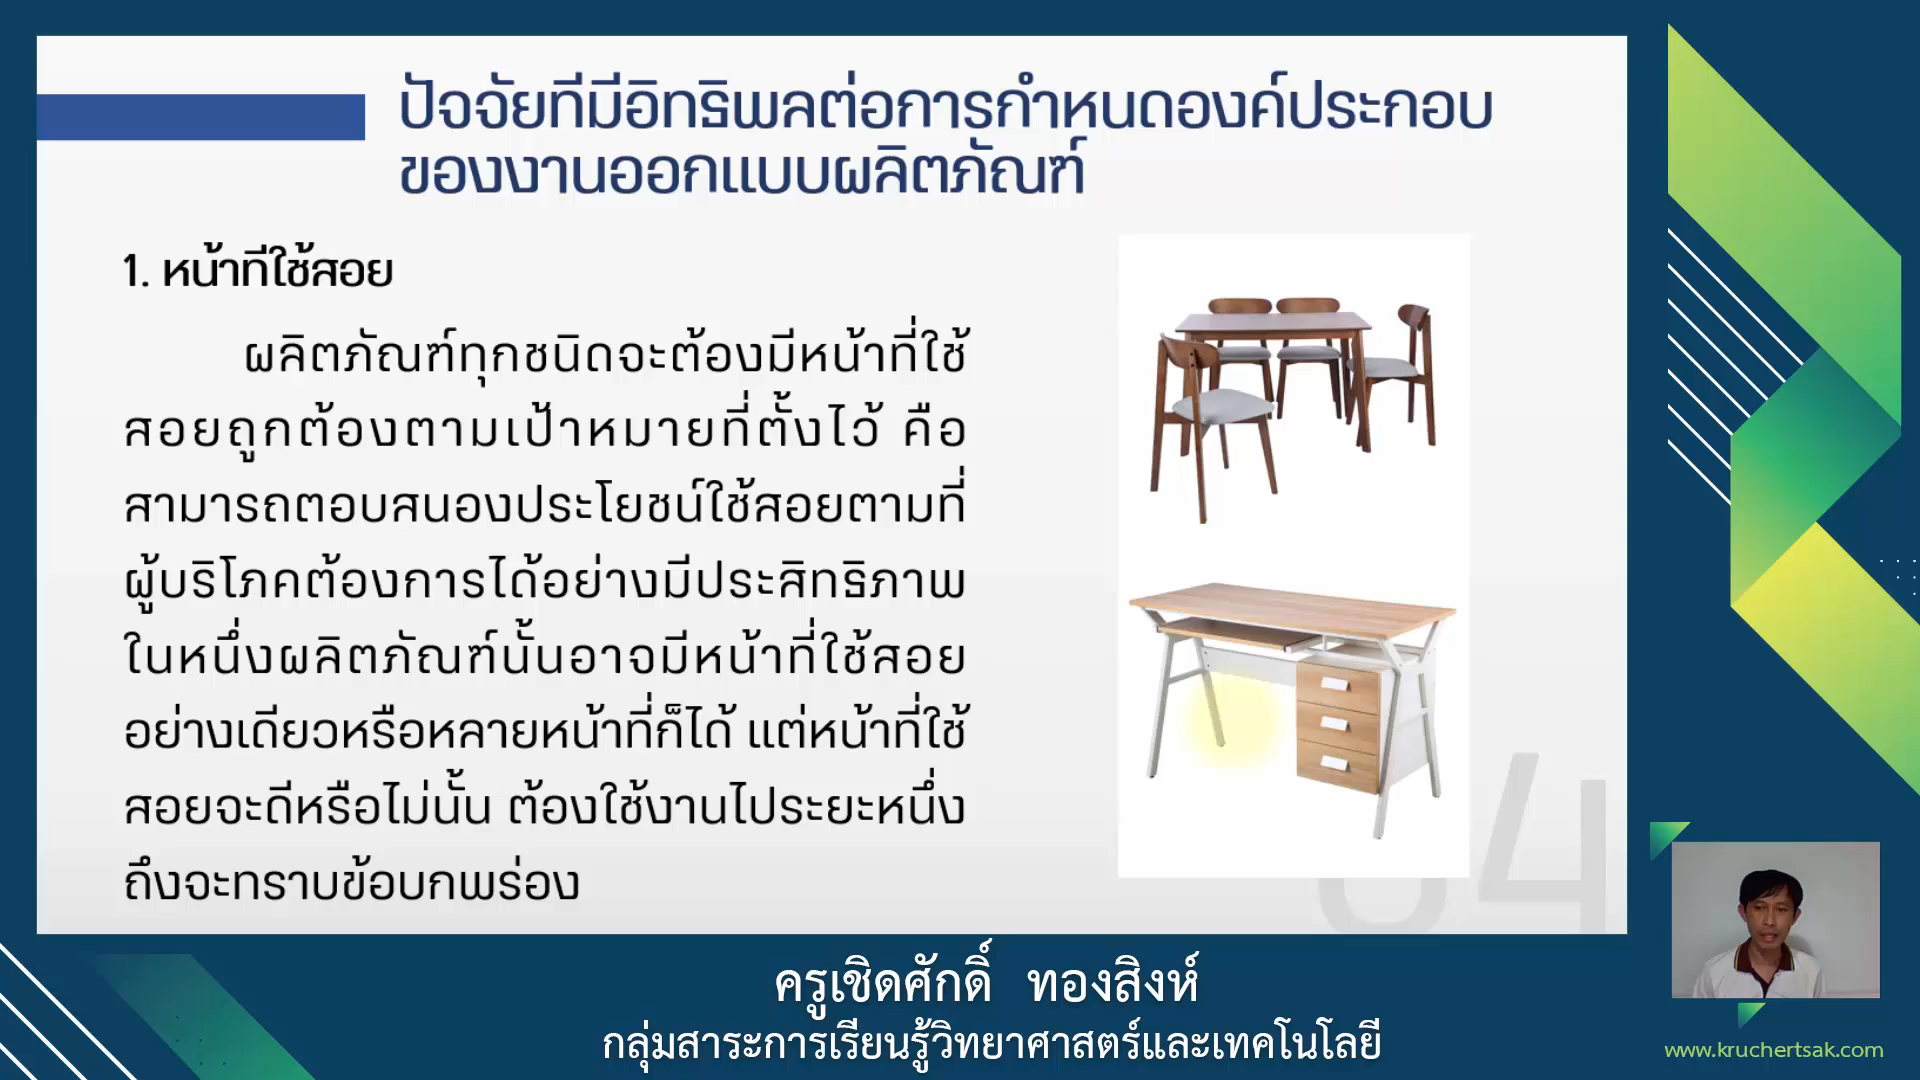 ปัจจัยที่มีอิทธิพลต่อการกำหนดองค์ประกอบ
ของงานออกแบบผลิตภัณฑ์
1. หน้าที่ใช้สอย
ผลิตภัณฑ์ทุกชนิดจะต้องมีหน้าที่ใช้
สอยถูกต้องตามเป้าหมายที่ตั้งไว้ คือ
สามารถตอบสนองประโยชน์ใช้สอยตามที่
ผู้บริโภคต้องการได้อย่างมีประสิทธิภาพ
ในหนึ่งผลิตภัณฑ์นั้นอาจมีหน้าที่ใช้สอย
อย่างเดียวหรือหลายหน้าที่ก็ได้ แต่หน้าที่ใช้
สอยจะดีหรือไม่นั้น ต้องใช้งานไประยะหนึ่ง
ถึงจะทราบข้อบกพร่อง
04
ครูเชิดศักดิ์ ทองสิงห์
กลุ่มสาระการเรียนรู้วิทยาศาสตร์และเทคโนโลยี
www.kruchertsak.com